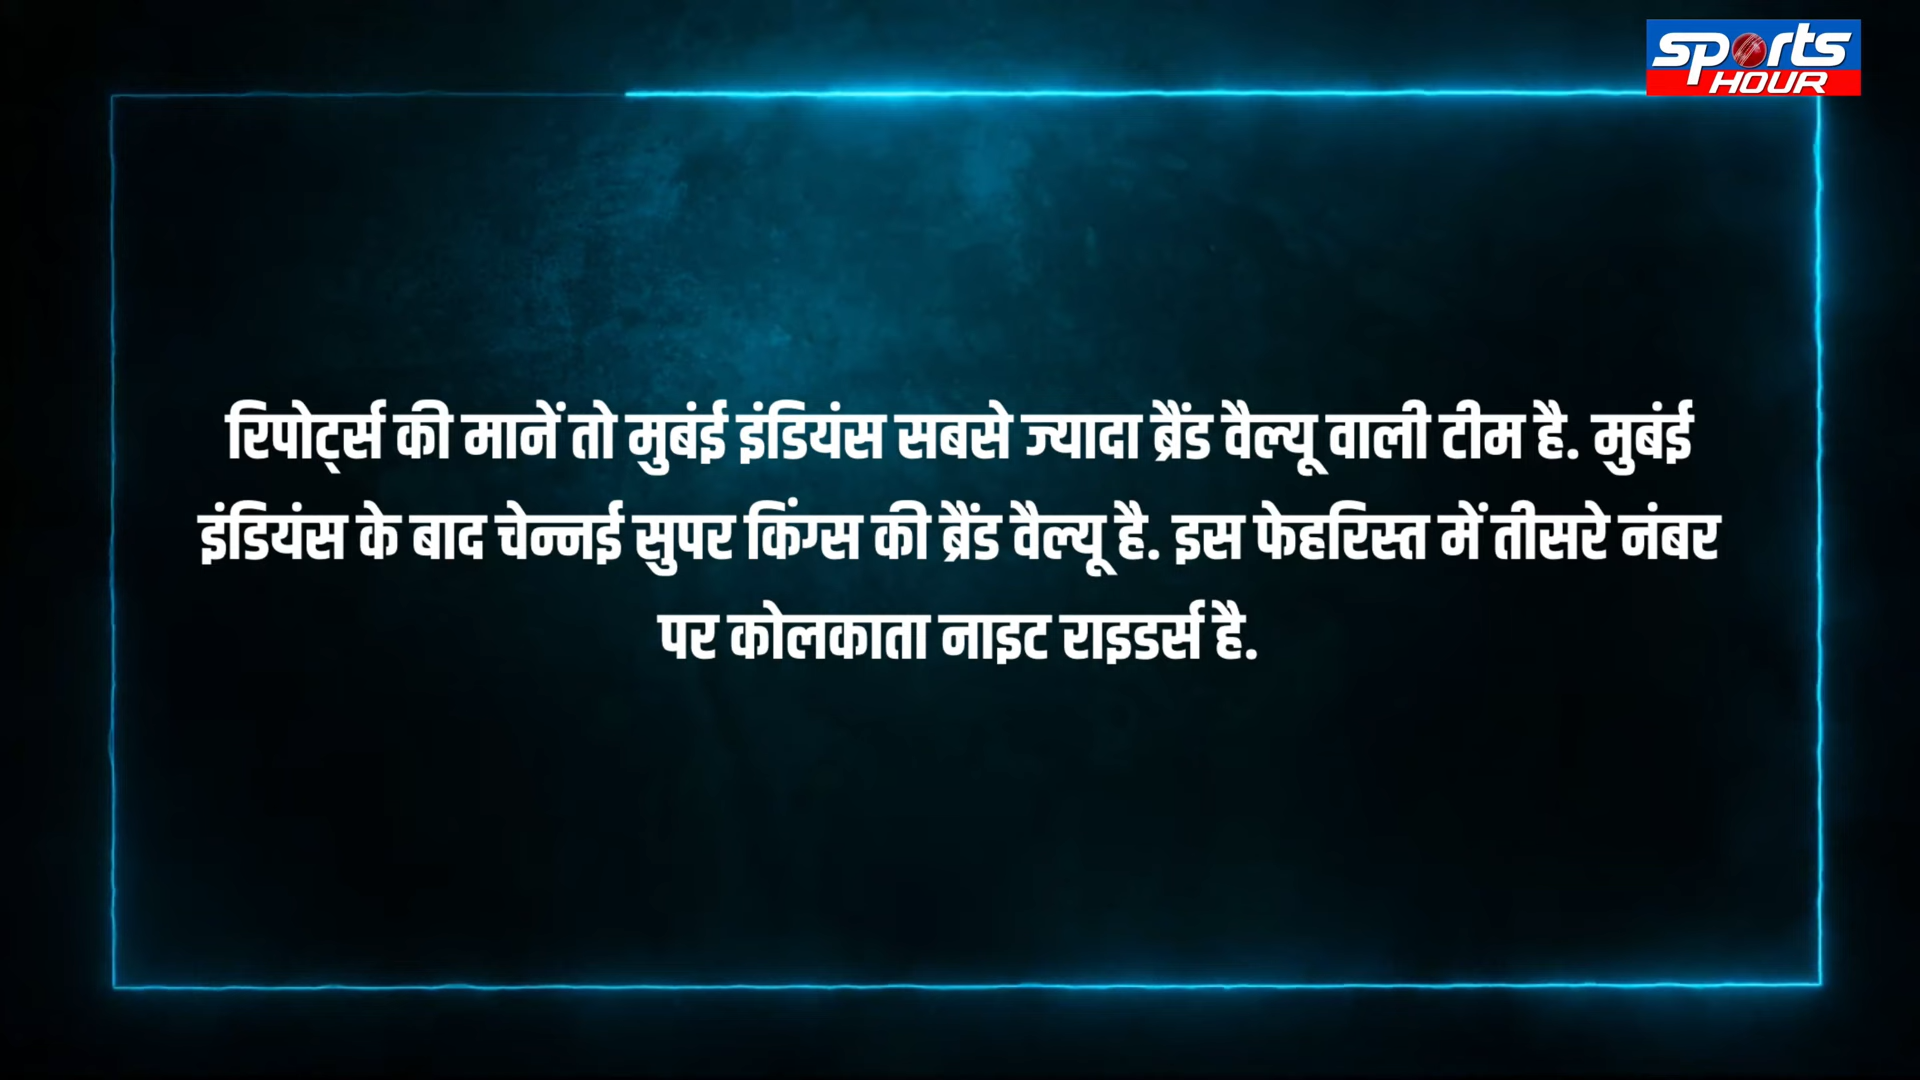 sports
HOUR
रिपोर्ट्स की मानें तो मुबंई इंडियंस सबसे ज्यादा ब्रैंड वैल्यू वाली टीम है. मुबंई
इंडियंस के बाद चेन्नई सुपर किंग्स की ब्रैंड वैल्यू है. इस फेहरिस्त में तीसरे नंबर
पर कोलकाता नाइट राइडर्स है.